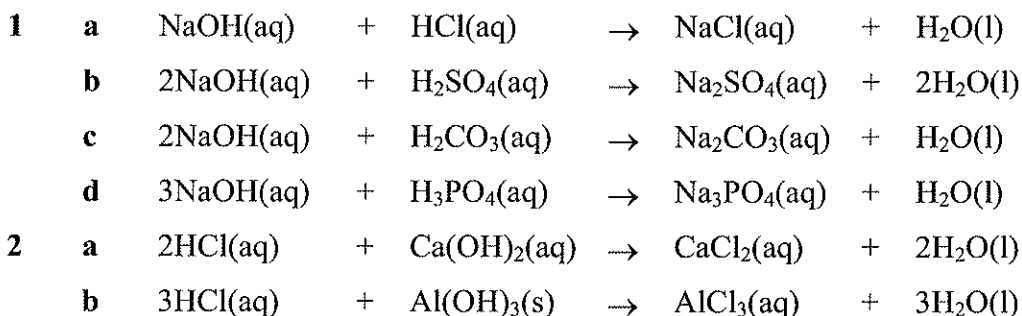 1 a NaOH(aq) + HCl(aq) → NaCl(aq) + H₂O(l)
b 2NaOH(aq) + H₂SO₄(aq) → Na₂SO₄(aq) + 2H₂O(l)
c 2NaOH(aq) + H₂CO₃(aq) → Na₂CO₃(aq) + H₂O(l)
d 3NaOH(aq) + H₃PO₄(aq) → Na₃PO₄(aq) + H₂O(l)
2 a 2HCl(aq) + Ca(OH)₂(aq) → CaCl₂(aq) + 2H₂O(l)
b 3HCl(aq) + Al(OH)₃(s) → AlCl₃(aq) + 3H₂O(l)